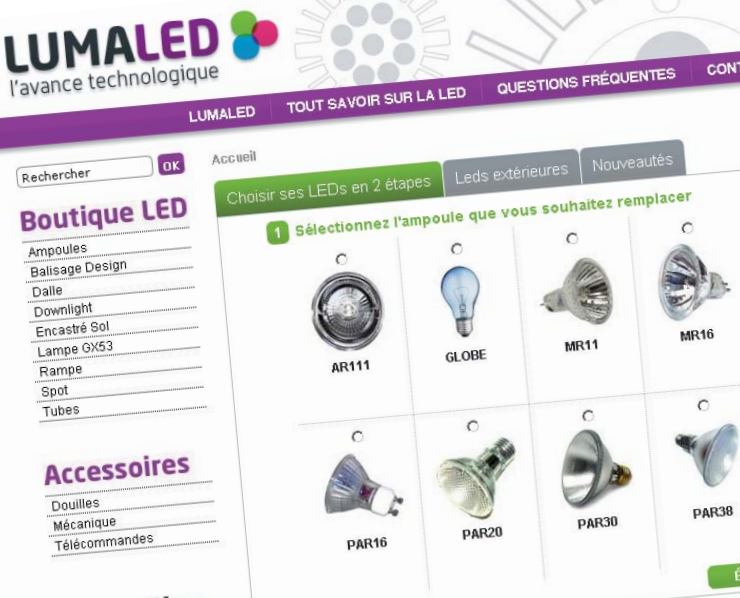 LUMALED
l'avance technologique
LUMALED TOUT SAVOIR SUR LA LED QUESTIONS FRÉQUENTES
Rechercher OK
Accueil
Choisir ses LEDs en 2 étapes Leds extérieures Nouveautés
1 Sélectionnez l'ampoule que vous souhaitez remplacer
Boutique LED
Ampoules
Balisage Design
Dalle
Downlight
Encastré Sol
Lampe GX53
Rampe
Spot
Tubes
AR111 GLOBE MR11 MR16
Accessoires
Douilles
Mécanique
Télécommandes
PAR16 PAR20 PAR30 PAR38